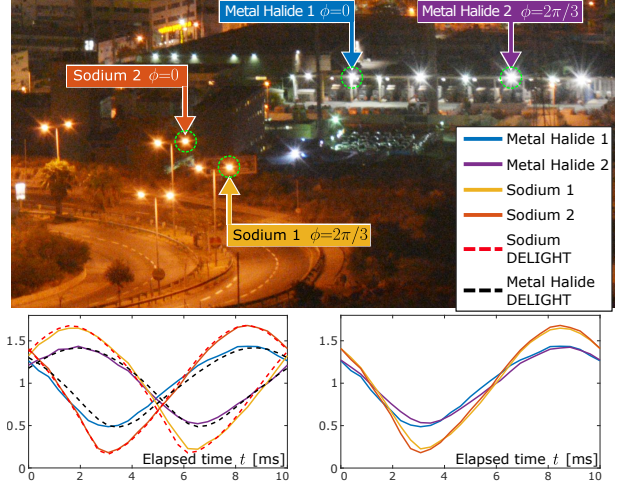 Metal Halide 1 ϕ=0
Metal Halide 2 ϕ=2π/3
Sodium 2 ϕ=0
Sodium 1 ϕ=2π/3
Metal Halide 1
Metal Halide 2
Sodium 1
Sodium 2
Sodium
DELIGHT
Metal Halide
DELIGHT
1.5
1
0.5
0
Elapsed time t [ms]
0 2 4 6 8 10
1.5
1
0.5
0
Elapsed time t [ms]
0 2 4 6 8 10